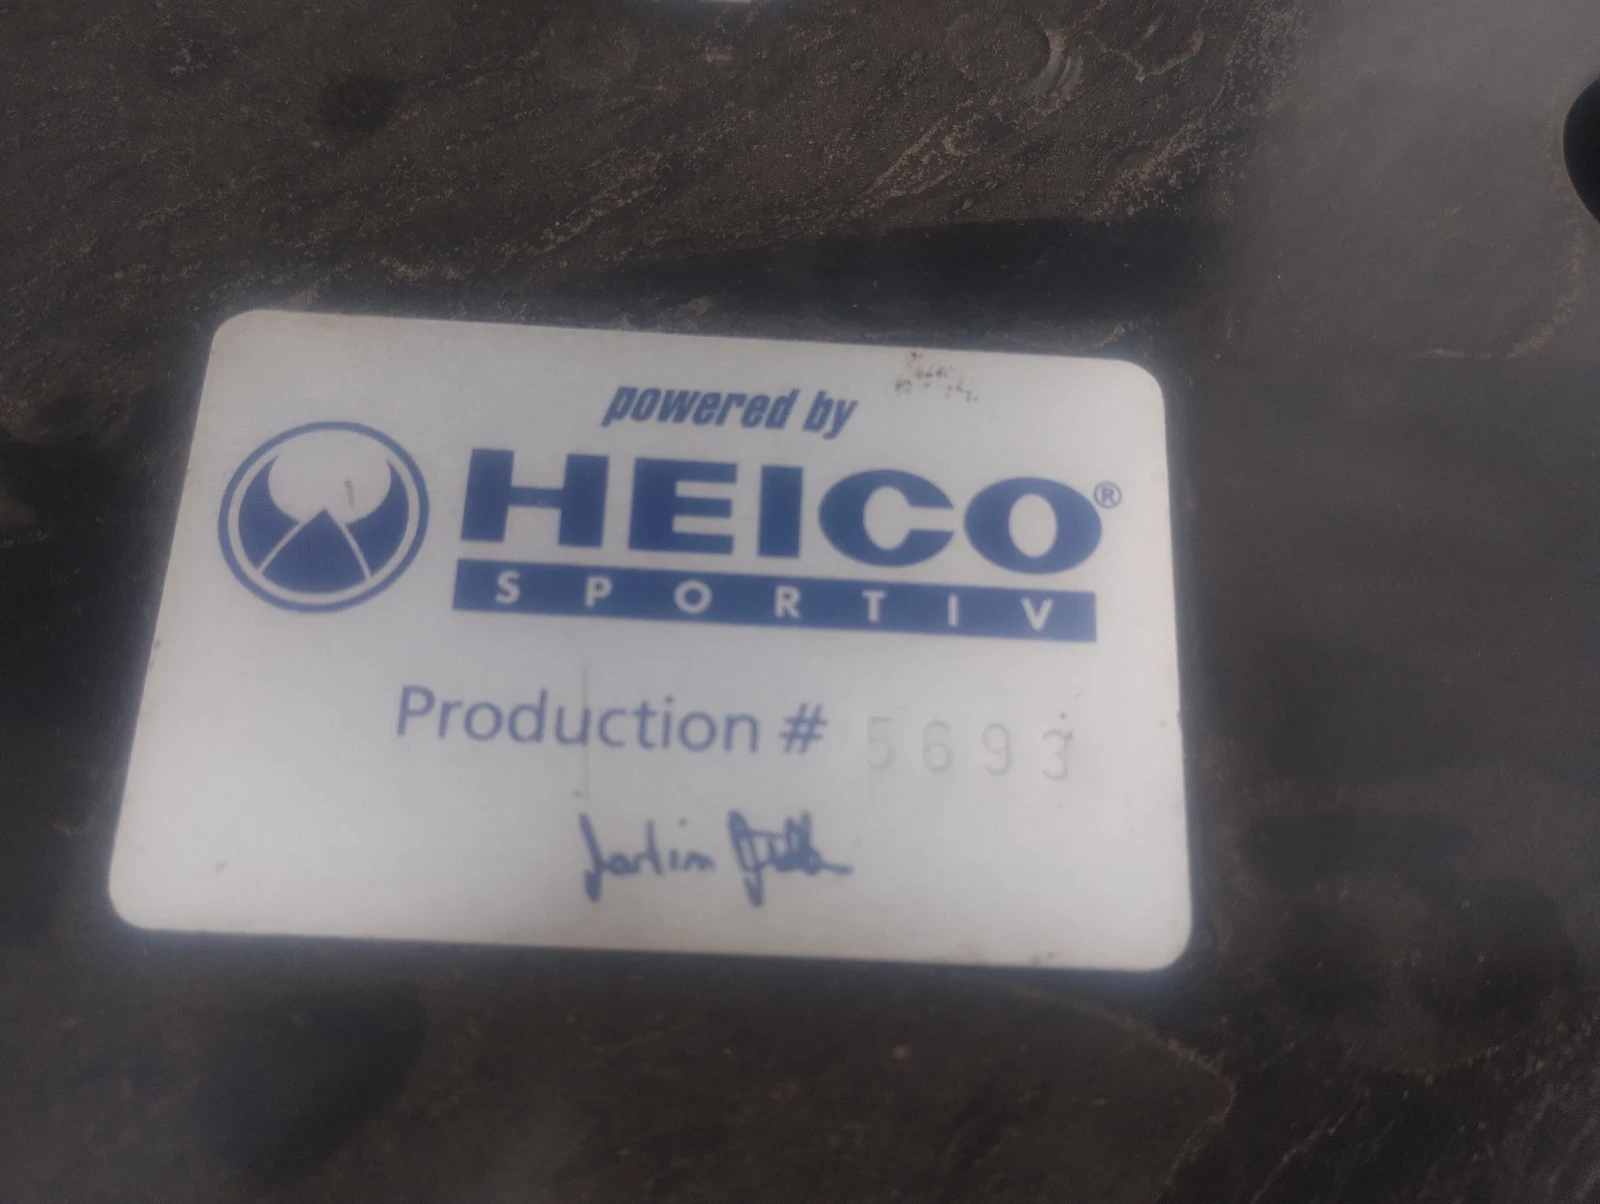 powered by
HEICO®
SPORTIV
Production # 5693